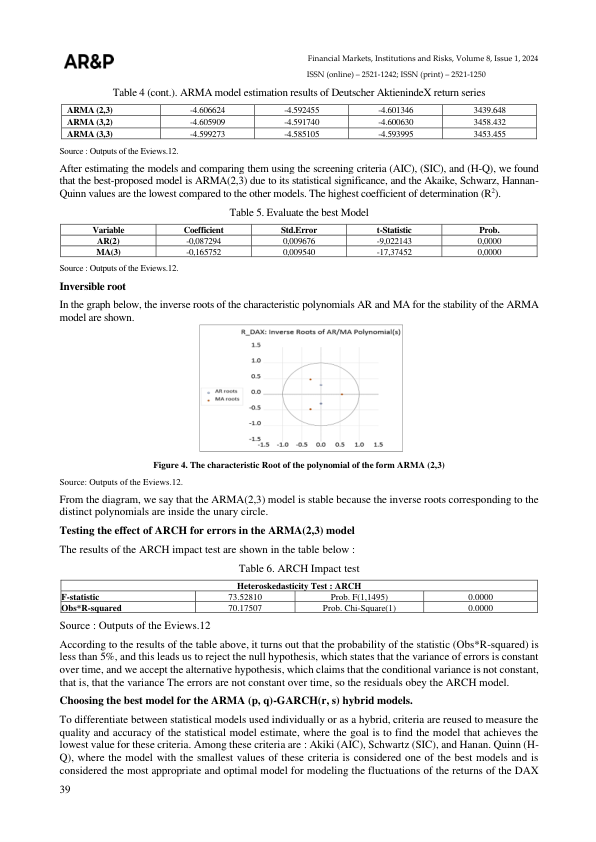 AR&P
Financial Markets, Institutions and Risks, Volume 8, Issue 1, 2024
ISSN (online) – 2521-1242; ISSN (print) – 2521-1250
Table 4 (cont.). ARMA model estimation results of Deutscher AktienindeX return series
ARMA (2,3) -4.606624 -4.592455 -4.601346 3439.648
ARMA (3,2) -4.605909 -4.591740 -4.600630 3458.432
ARMA (3,3) -4.599273 -4.585105 -4.593995 3453.455
Source : Outputs of the Eviews.12.
After estimating the models and comparing them using the screening criteria (AIC), (SIC), and (H-Q), we found
that the best-proposed model is ARMA(2,3) due to its statistical significance, and the Akaike, Schwarz, Hannan-
Quinn values are the lowest compared to the other models. The highest coefficient of determination (R²).
Table 5. Evaluate the best Model
Variable Coefficient Std.Error t-Statistic Prob.
AR(2) -0,087294 0,009676 -9,022143 0,0000
MA(3) -0,165752 0,009540 -17,37452 0,0000
Source : Outputs of the Eviews.12.
Inversible root
In the graph below, the inverse roots of the characteristic polynomials AR and MA for the stability of the ARMA
model are shown.
R_DAX: Inverse Roots of AR/MA Polynomial(s)
1.5
1.0
0.5
0.0
-0.5
-1.0
-1.5
AR roots
MA roots
-1.5 -1.0 -0.5 0.0 0.5 1.0 1.5
Figure 4. The characteristic Root of the polynomial of the form ARMA (2,3)
Source: Outputs of the Eviews.12.
From the diagram, we say that the ARMA(2,3) model is stable because the inverse roots corresponding to the
distinct polynomials are inside the unary circle.
Testing the effect of ARCH for errors in the ARMA(2,3) model
The results of the ARCH impact test are shown in the table below :
Table 6. ARCH Impact test
Heteroskedasticity Test : ARCH
F-statistic 73.52810 Prob. F(1,1495) 0.0000
Obs*R-squared 70.17507 Prob. Chi-Square(1) 0.0000
Source : Outputs of the Eviews.12
According to the results of the table above, it turns out that the probability of the statistic (Obs*R-squared) is
less than 5%, and this leads us to reject the null hypothesis, which states that the variance of errors is constant
over time, and we accept the alternative hypothesis, which claims that the conditional variance is not constant,
that is, that the variance The errors are not constant over time, so the residuals obey the ARCH model.
Choosing the best model for the ARMA (p, q)-GARCH(r, s) hybrid models.
To differentiate between statistical models used individually or as a hybrid, criteria are reused to measure the
quality and accuracy of the statistical model estimate, where the goal is to find the model that achieves the
lowest value for these criteria. Among these criteria are : Akiki (AIC), Schwartz (SIC), and Hanan. Quinn (H-
Q), where the model with the smallest values of these criteria is considered one of the best models and is
considered the most appropriate and optimal model for modeling the fluctuations of the returns of the DAX
39